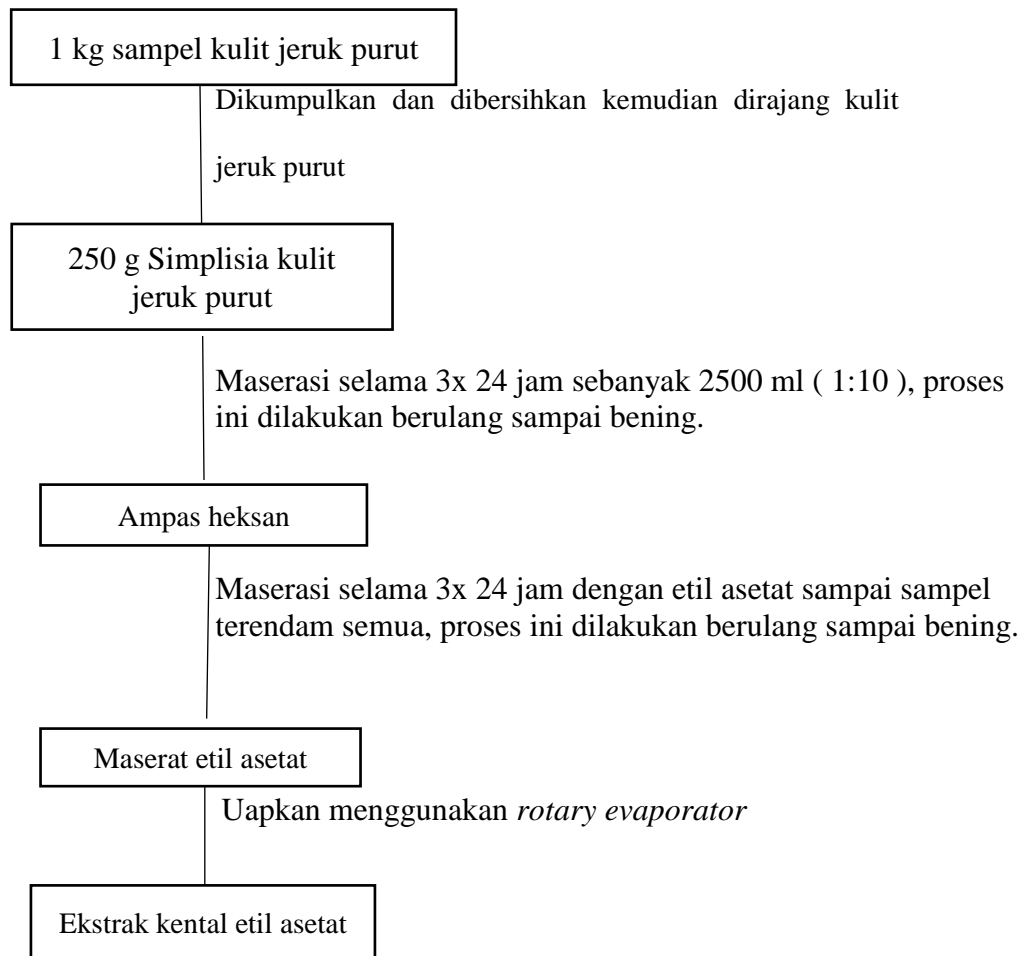 1 kg sampel kulit jeruk purut
Dikumpulkan dan dibersihkan kemudian dirajang kulit
jeruk purut
250 g Simplisia kulit
jeruk purut
Maserasi selama 3x 24 jam sebanyak 2500 ml ( 1:10 ), proses
ini dilakukan berulang sampai bening.
Ampas heksan
Maserasi selama 3x 24 jam dengan etil asetat sampai sampel
terendam semua, proses ini dilakukan berulang sampai bening.
Maserat etil asetat
Uapkan menggunakan rotary evaporator
Ekstrak kental etil asetat